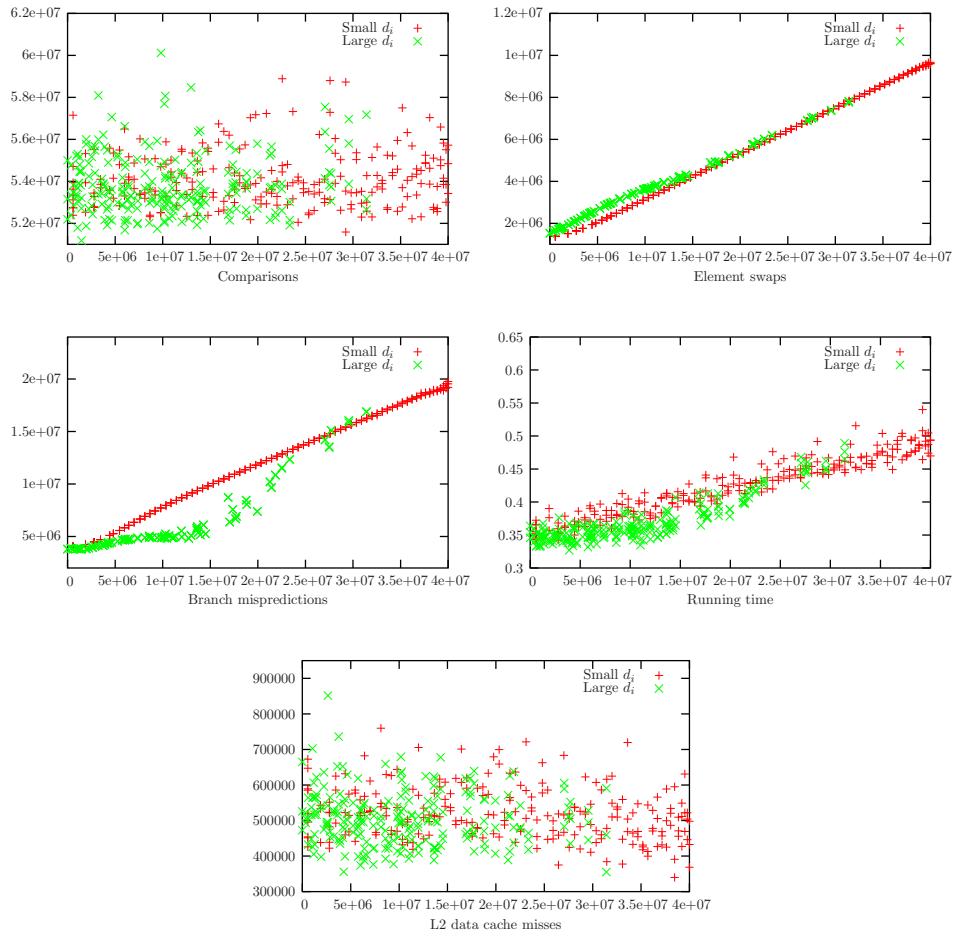 6.2e+07
6e+07
5.8e+07
5.6e+07
5.4e+07
5.2e+07
Small d_i
Large d_i
0 5e+06 1e+07 1.5e+07 2e+07 2.5e+07 3e+07 3.5e+07 4e+07
Comparisons
1.2e+07
1e+07
8e+06
6e+06
4e+06
2e+06
Small d_i
Large d_i
0 5e+06 1e+07 1.5e+07 2e+07 2.5e+07 3e+07 3.5e+07 4e+07
Element swaps
2e+07
1.5e+07
1e+07
5e+06
Small d_i
Large d_i
0 5e+06 1e+07 1.5e+07 2e+07 2.5e+07 3e+07 3.5e+07 4e+07
Branch mispredictions
0.65
0.6
0.55
0.5
0.45
0.4
0.35
0.3
Small d_i
Large d_i
0 5e+06 1e+07 1.5e+07 2e+07 2.5e+07 3e+07 3.5e+07 4e+07
Running time
900000
800000
700000
600000
500000
400000
300000
Small d_i
Large d_i
0 5e+06 1e+07 1.5e+07 2e+07 2.5e+07 3e+07 3.5e+07 4e+07
L2 data cache misses